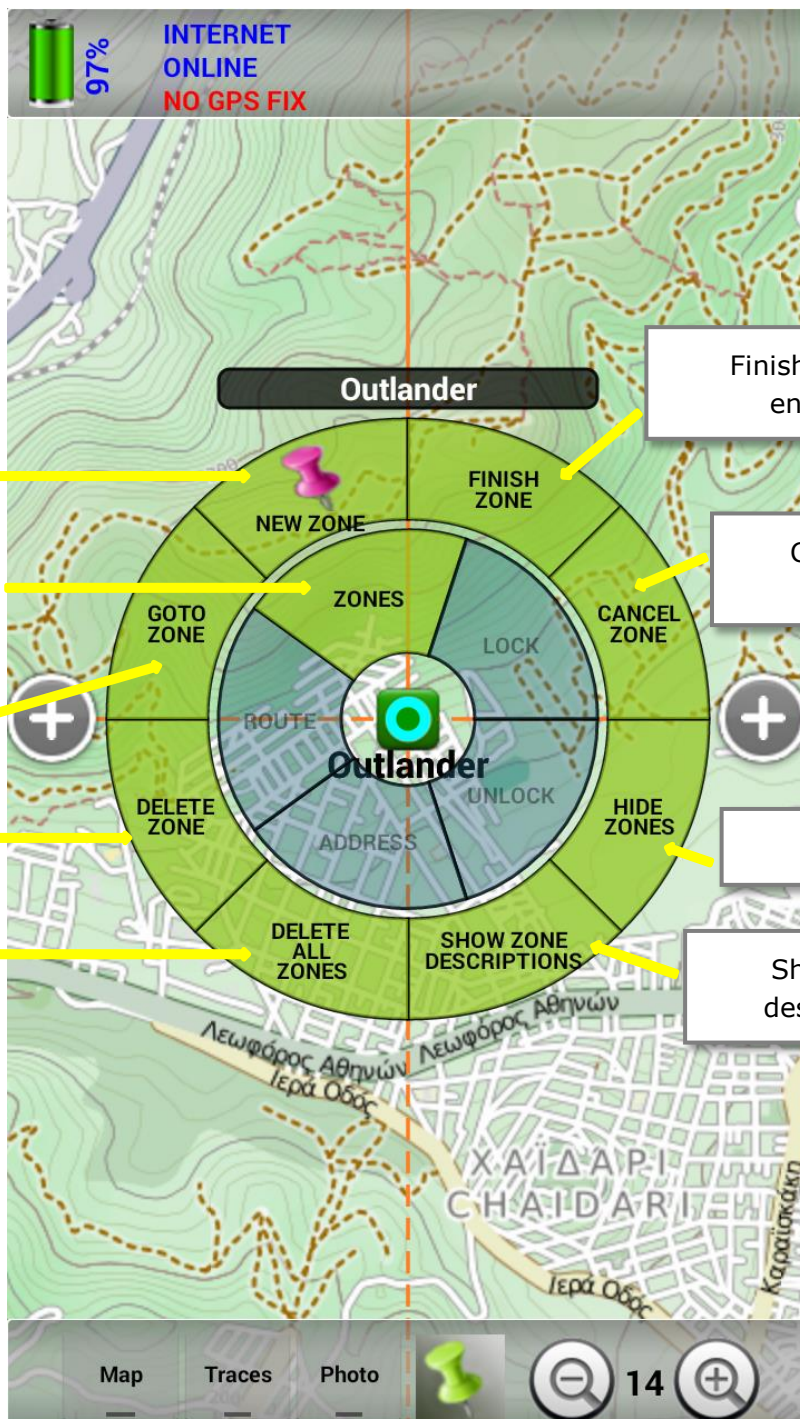 97%
INTERNET
ONLINE
NO GPS FIX
300
Outlander
Finish
en
FINISH
ZONE
NEW ZONE
ZONES
GOTO
ZONE
CANCEL
ZONE
LOCK
ROUTE
Outlander
UNLOCK
DELETE
ZONE
HIDE
ZONES
ADDRESS
DELETE
ALL
ZONES
SHOW ZONE
DESCRIPTIONS
Sh
des
Λεωφόρος Αθηνών
Λεωφόρος Αθηνών
Ιερά Οδός
ΧΑΪΔΑΡΙ
CHAIDARI
Καραϊσκάκη
Ιερά Οδός
Map
Traces
Photo
14